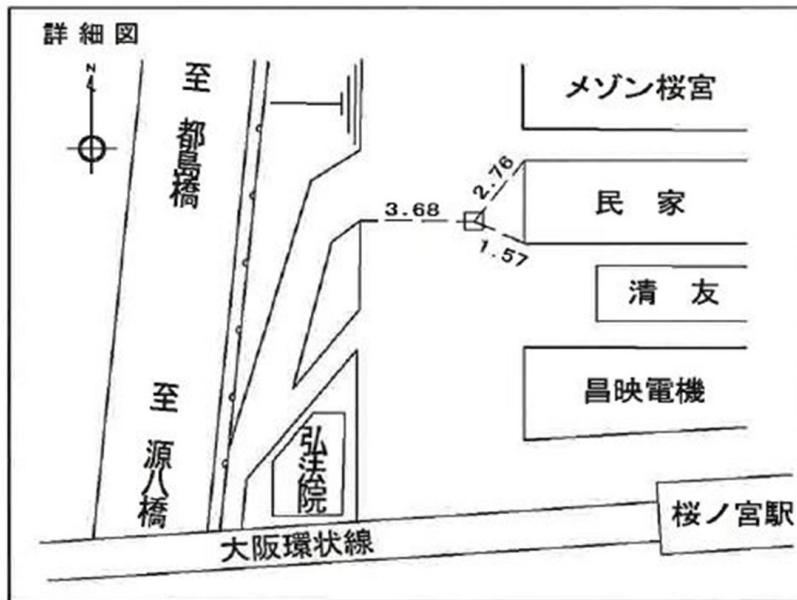 詳細図
N
至 都島橋
メゾン桜宮
2.76
3.68
民家
1.57
清友
昌映電機
至 源八橋
弘法院
桜ノ宮駅
大阪環状線